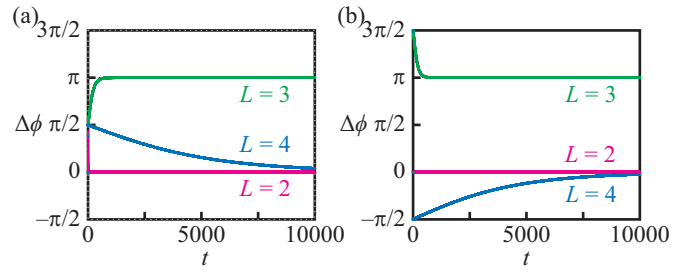 (a)
3π/2
π
Δϕ π/2
0
−π/2
L = 3
L = 4
L = 2
0
5000
10000
t
(b)
3π/2
π
Δϕ π/2
0
−π/2
L = 3
L = 2
L = 4
0
5000
10000
t